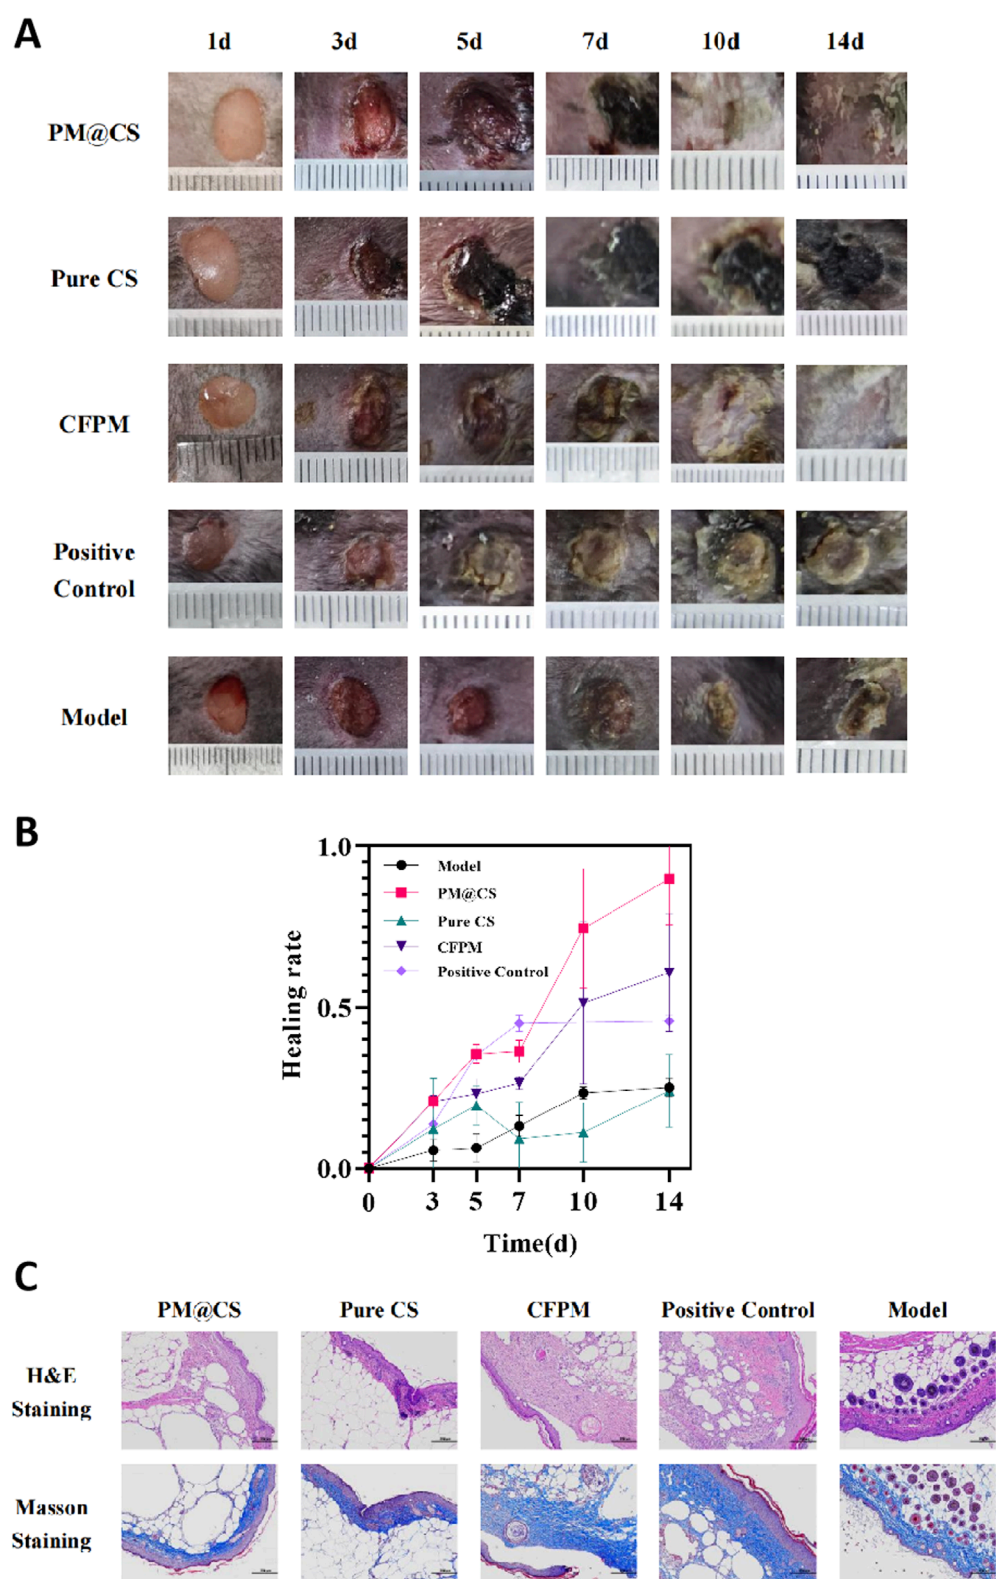 A
1d 3d 5d 7d 10d 14d
PM@CS
Pure CS
CFPM
Positive
Control
Model
B
1.0
0.5
0.0
Healing rate
Model
PM@CS
Pure CS
CFPM
Positive Control
0 3 5 7 10 14
Time(d)
C
PM@CS Pure CS CFPM Positive Control Model
H&E
Staining
Masson
Staining